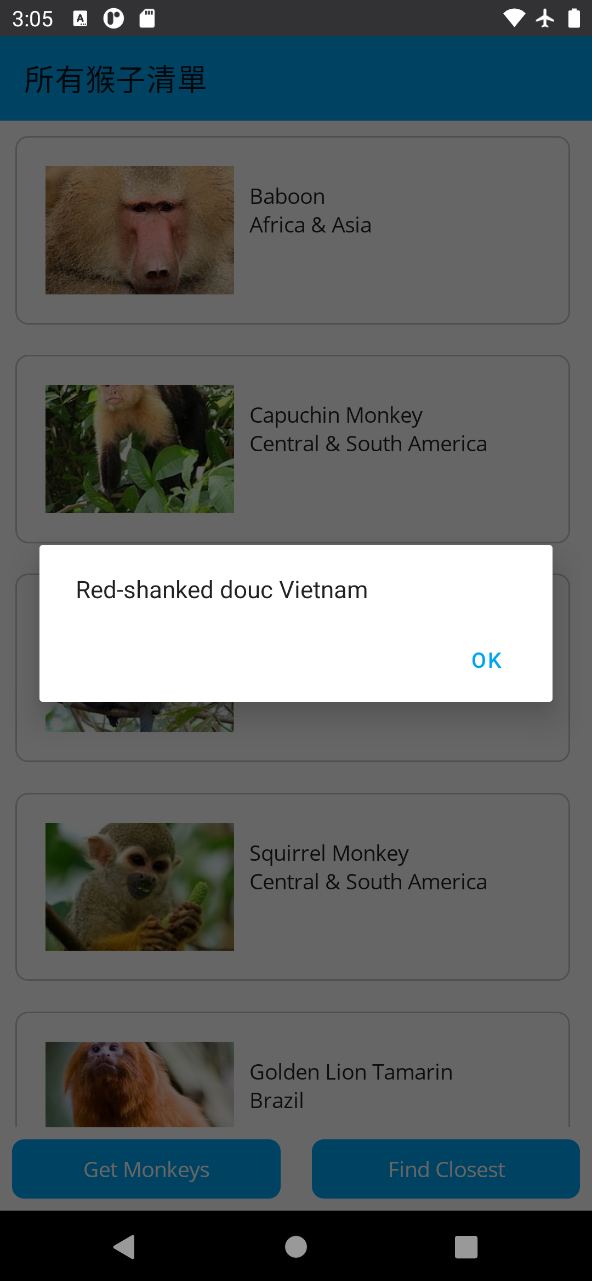 3:05
所有猴子清單
Baboon
Africa & Asia
Capuchin Monkey
Central & South America
Red-shanked douc Vietnam
OK
Squirrel Monkey
Central & South America
Golden Lion Tamarin
Brazil
Get Monkeys
Find Closest